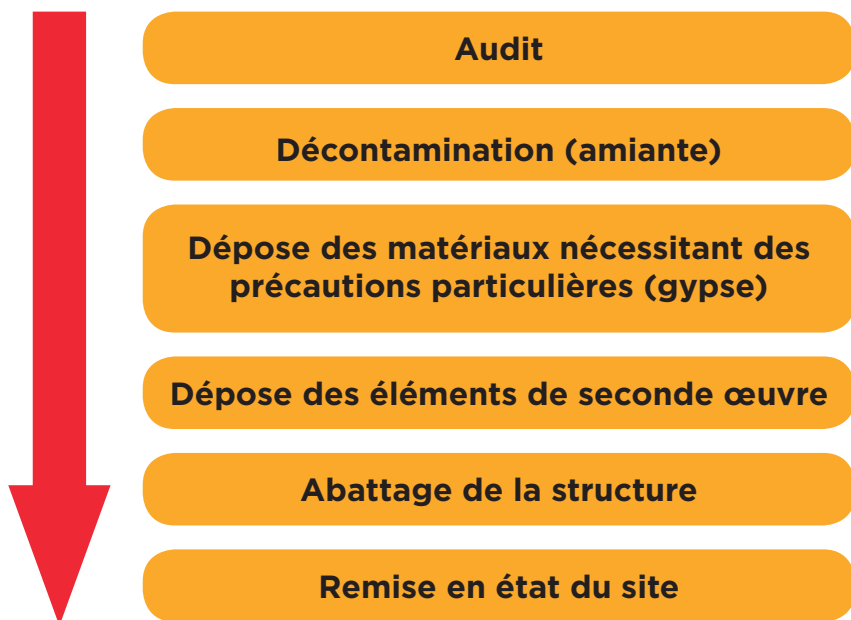 Audit
Décontamination (amiante)
Dépose des matériaux nécessitant des
précautions particulières (gypse)
Dépose des éléments de seconde œuvre
Abattage de la structure
Remise en état du site